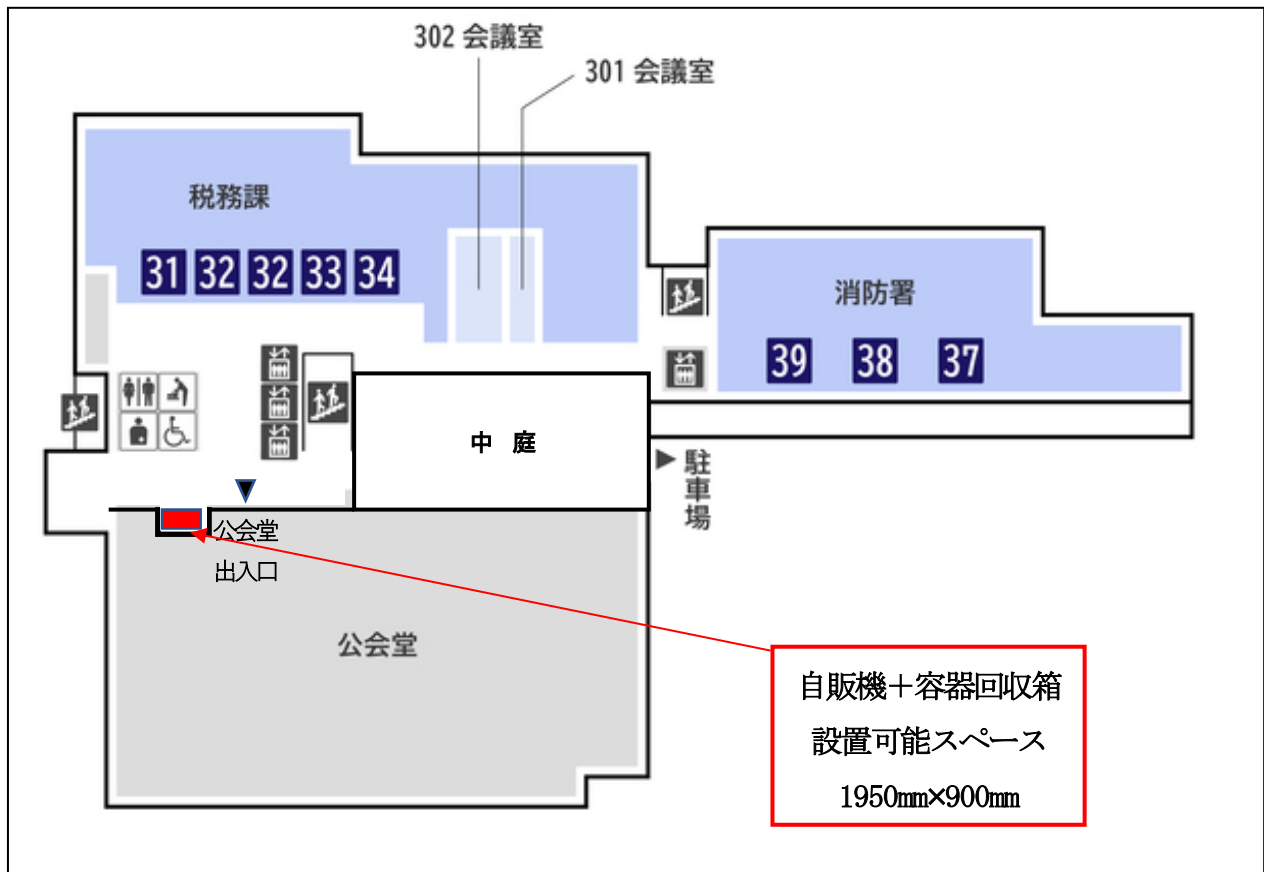 302 会議室
301 会議室
税務課
31 32 32 33 34
消防署
39 38 37
中 庭
▶駐車場
▼
公会堂
出入口
公会堂
自販機＋容器回収箱
設置可能スペース
1950mm×900mm